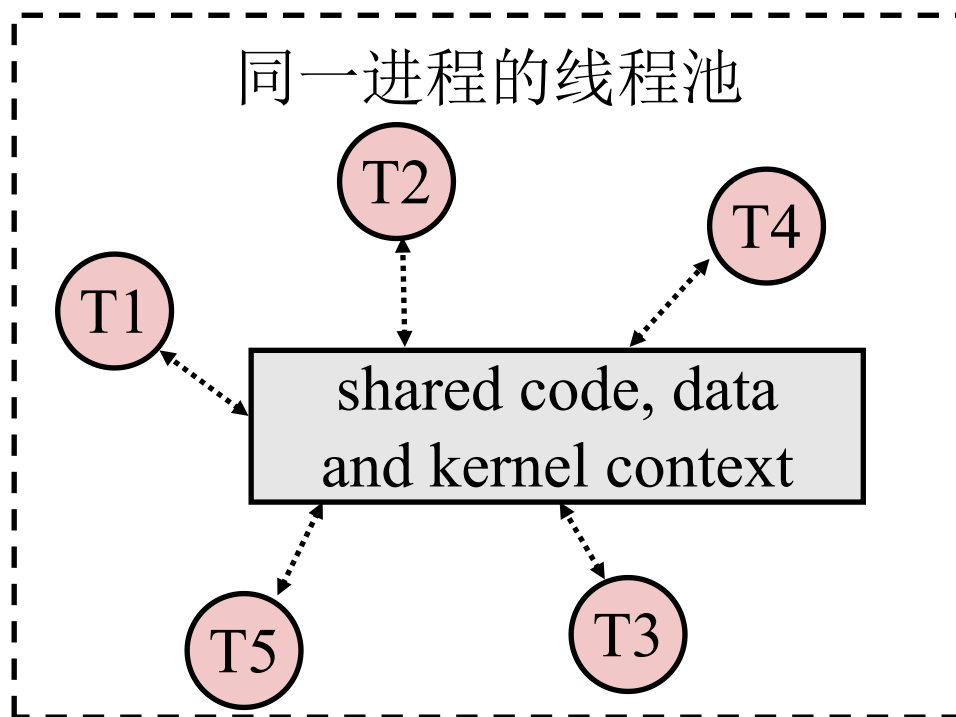 同一进程的线程池
T2
T4
T1
shared code, data
and kernel context
T5
T3